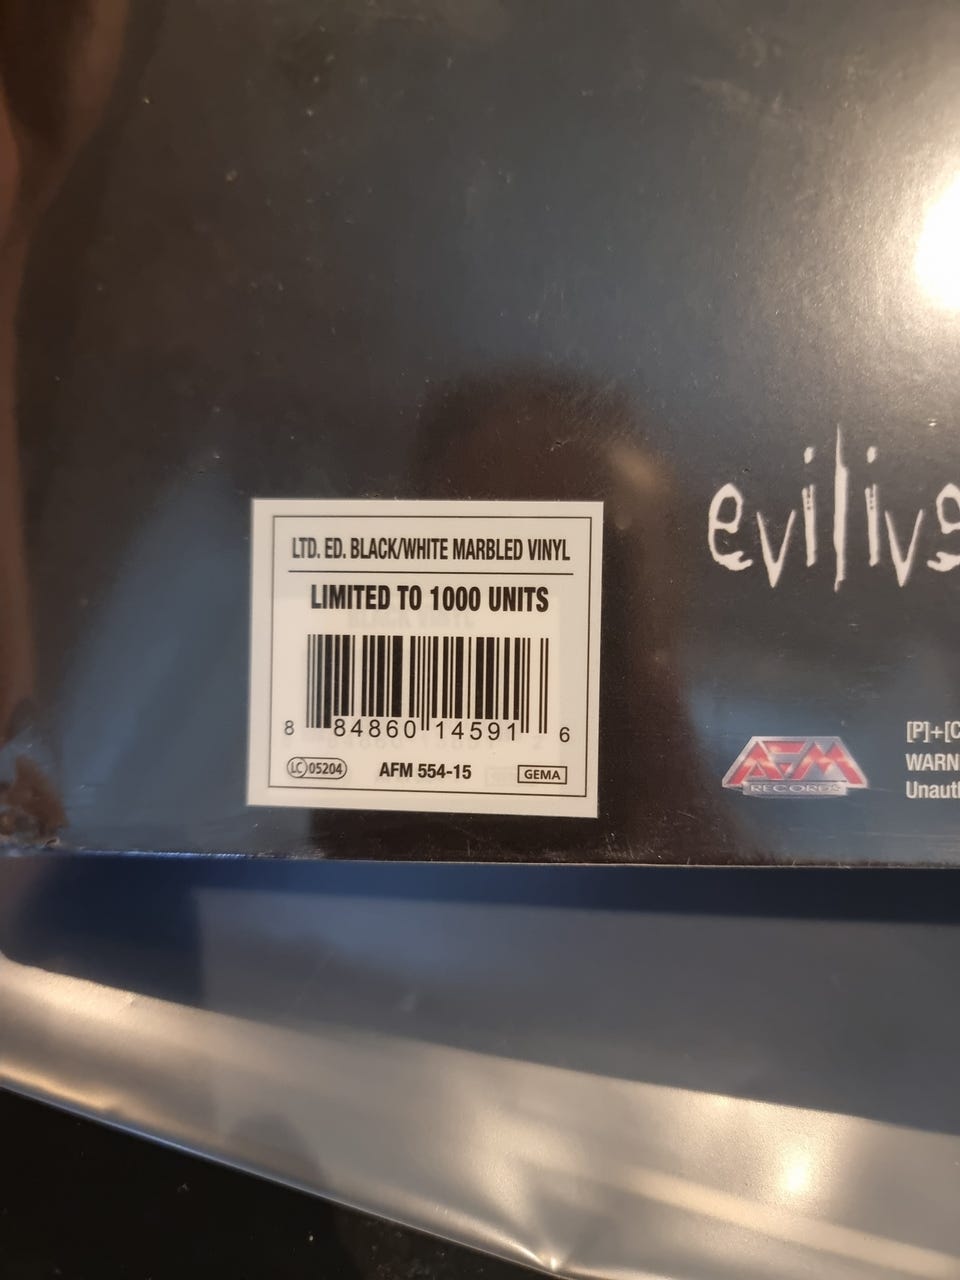 LTD. ED. BLACK/WHITE MARBLED VINYL
LIMITED TO 1000 UNITS
8 84860 14591 6
LC 05204 AFM 554-15 GEMA
evilive
AFM
RECORDS
[P]+[C
WARN
Unauth